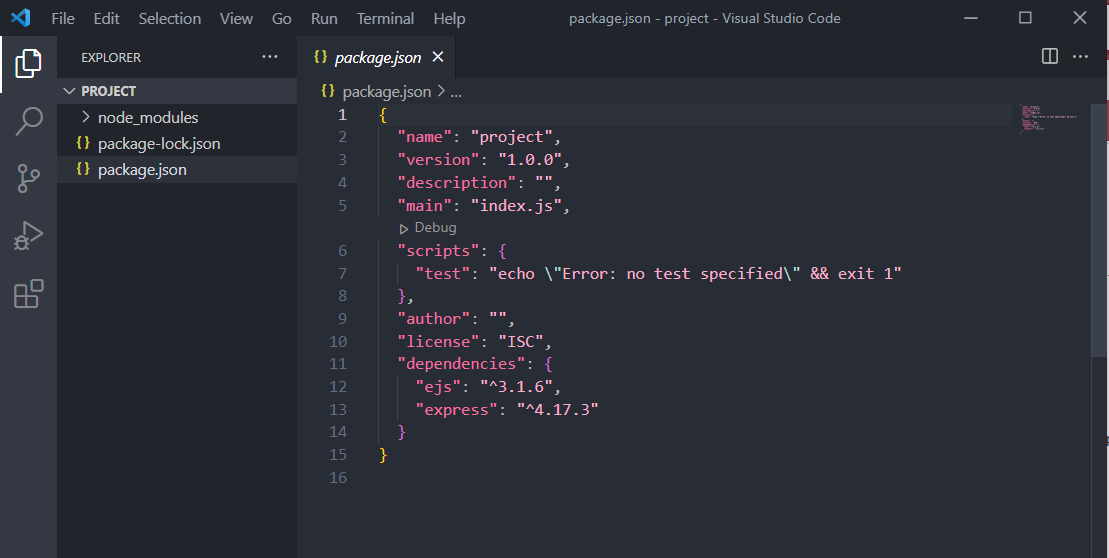 File Edit Selection View Go Run Terminal Help package.json - project - Visual Studio Code
EXPLORER
PROJECT
node_modules
package-lock.json
package.json
package.json
package.json > ...
1 {
2 "name": "project",
3 "version": "1.0.0",
4 "description": "",
5 "main": "index.js",
Debug
6 "scripts": {
7 "test": "echo \"Error: no test specified\" && exit 1"
8 },
9 "author": "",
10 "license": "ISC",
11 "dependencies": {
12 "ejs": "^3.1.6",
13 "express": "^4.17.3"
14 }
15 }
16